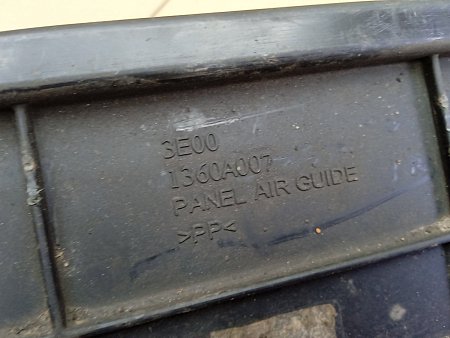 3E00
1360A007
PANEL AIR GUIDE
>PP<